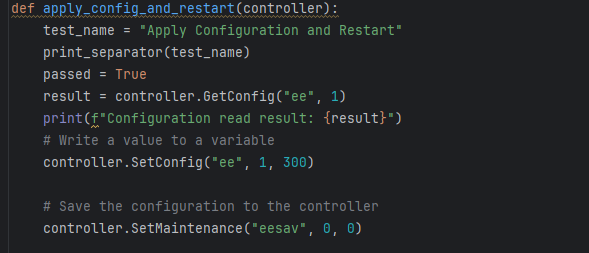 def apply_config_and_restart(controller):
    test_name = "Apply Configuration and Restart"
    print_separator(test_name)
    passed = True
    result = controller.GetConfig("ee", 1)
    print(f"Configuration read result: {result}")
    # Write a value to a variable
    controller.SetConfig("ee", 1, 300)
    # Save the configuration to the controller
    controller.SetMaintenance("eesav", 0, 0)